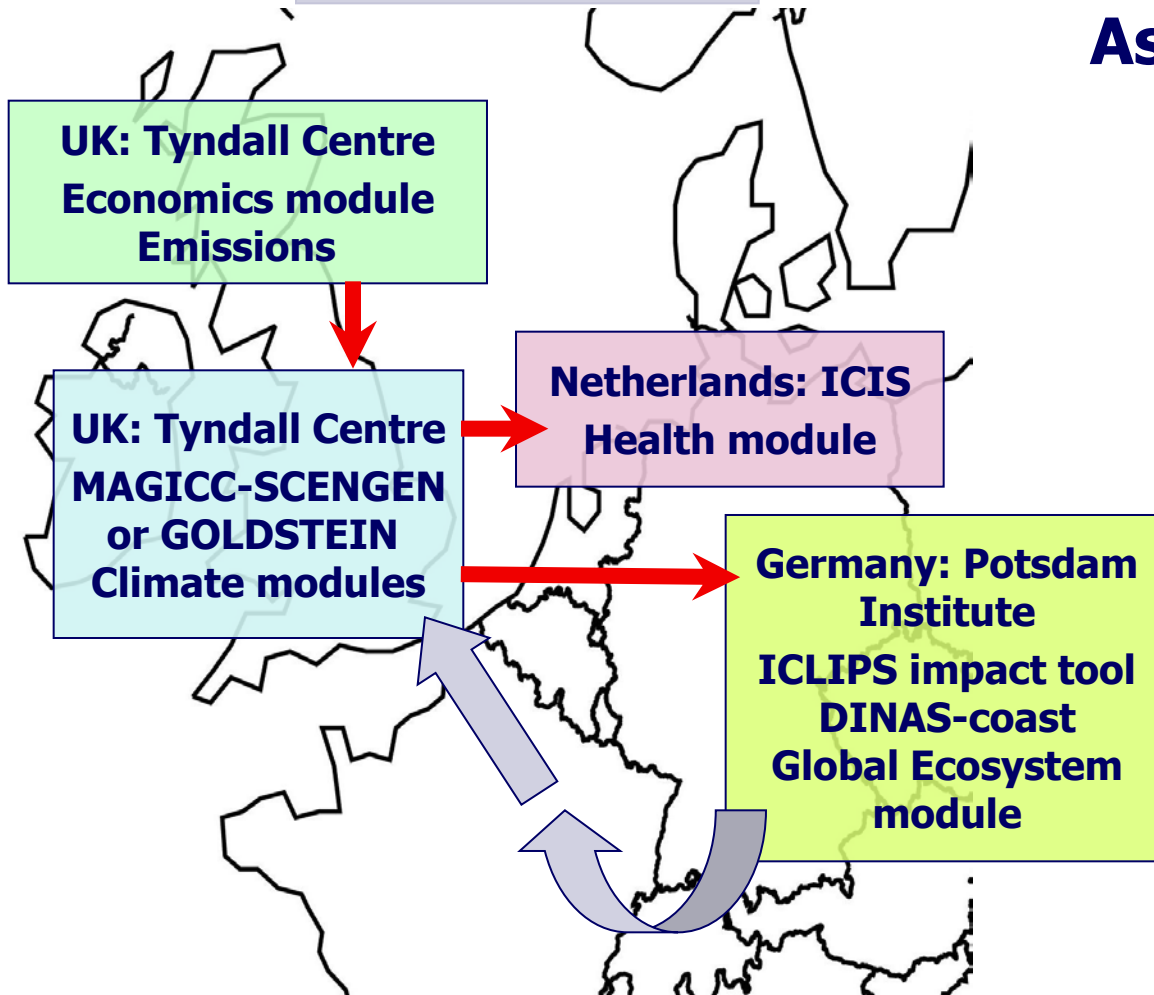 As
UK: Tyndall Centre
Economics module
Emissions
UK: Tyndall Centre
MAGICC-SCENGEN
or GOLDSTEIN
Climate modules
Netherlands: ICIS
Health module
Germany: Potsdam
Institute
ICLIPS impact tool
DINAS-coast
Global Ecosystem
module